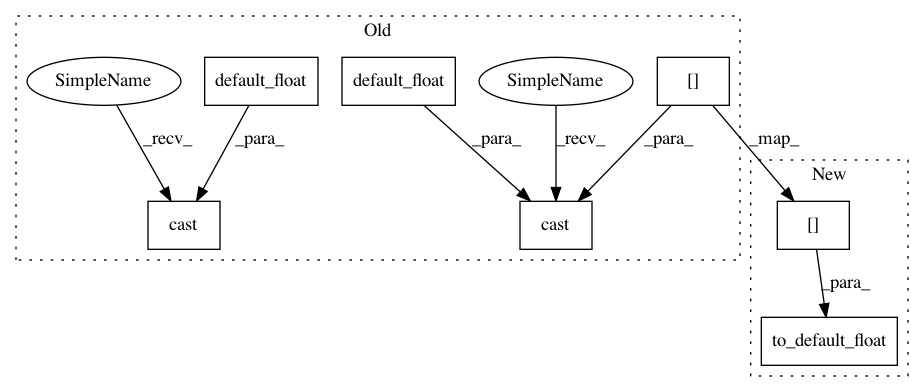 Old
SimpleName
default_float
default_float
SimpleName
[]
_recv_
_para_
_para_
_recv_
_para_
_map_
New
cast
cast
[]
_para_
to_default_float